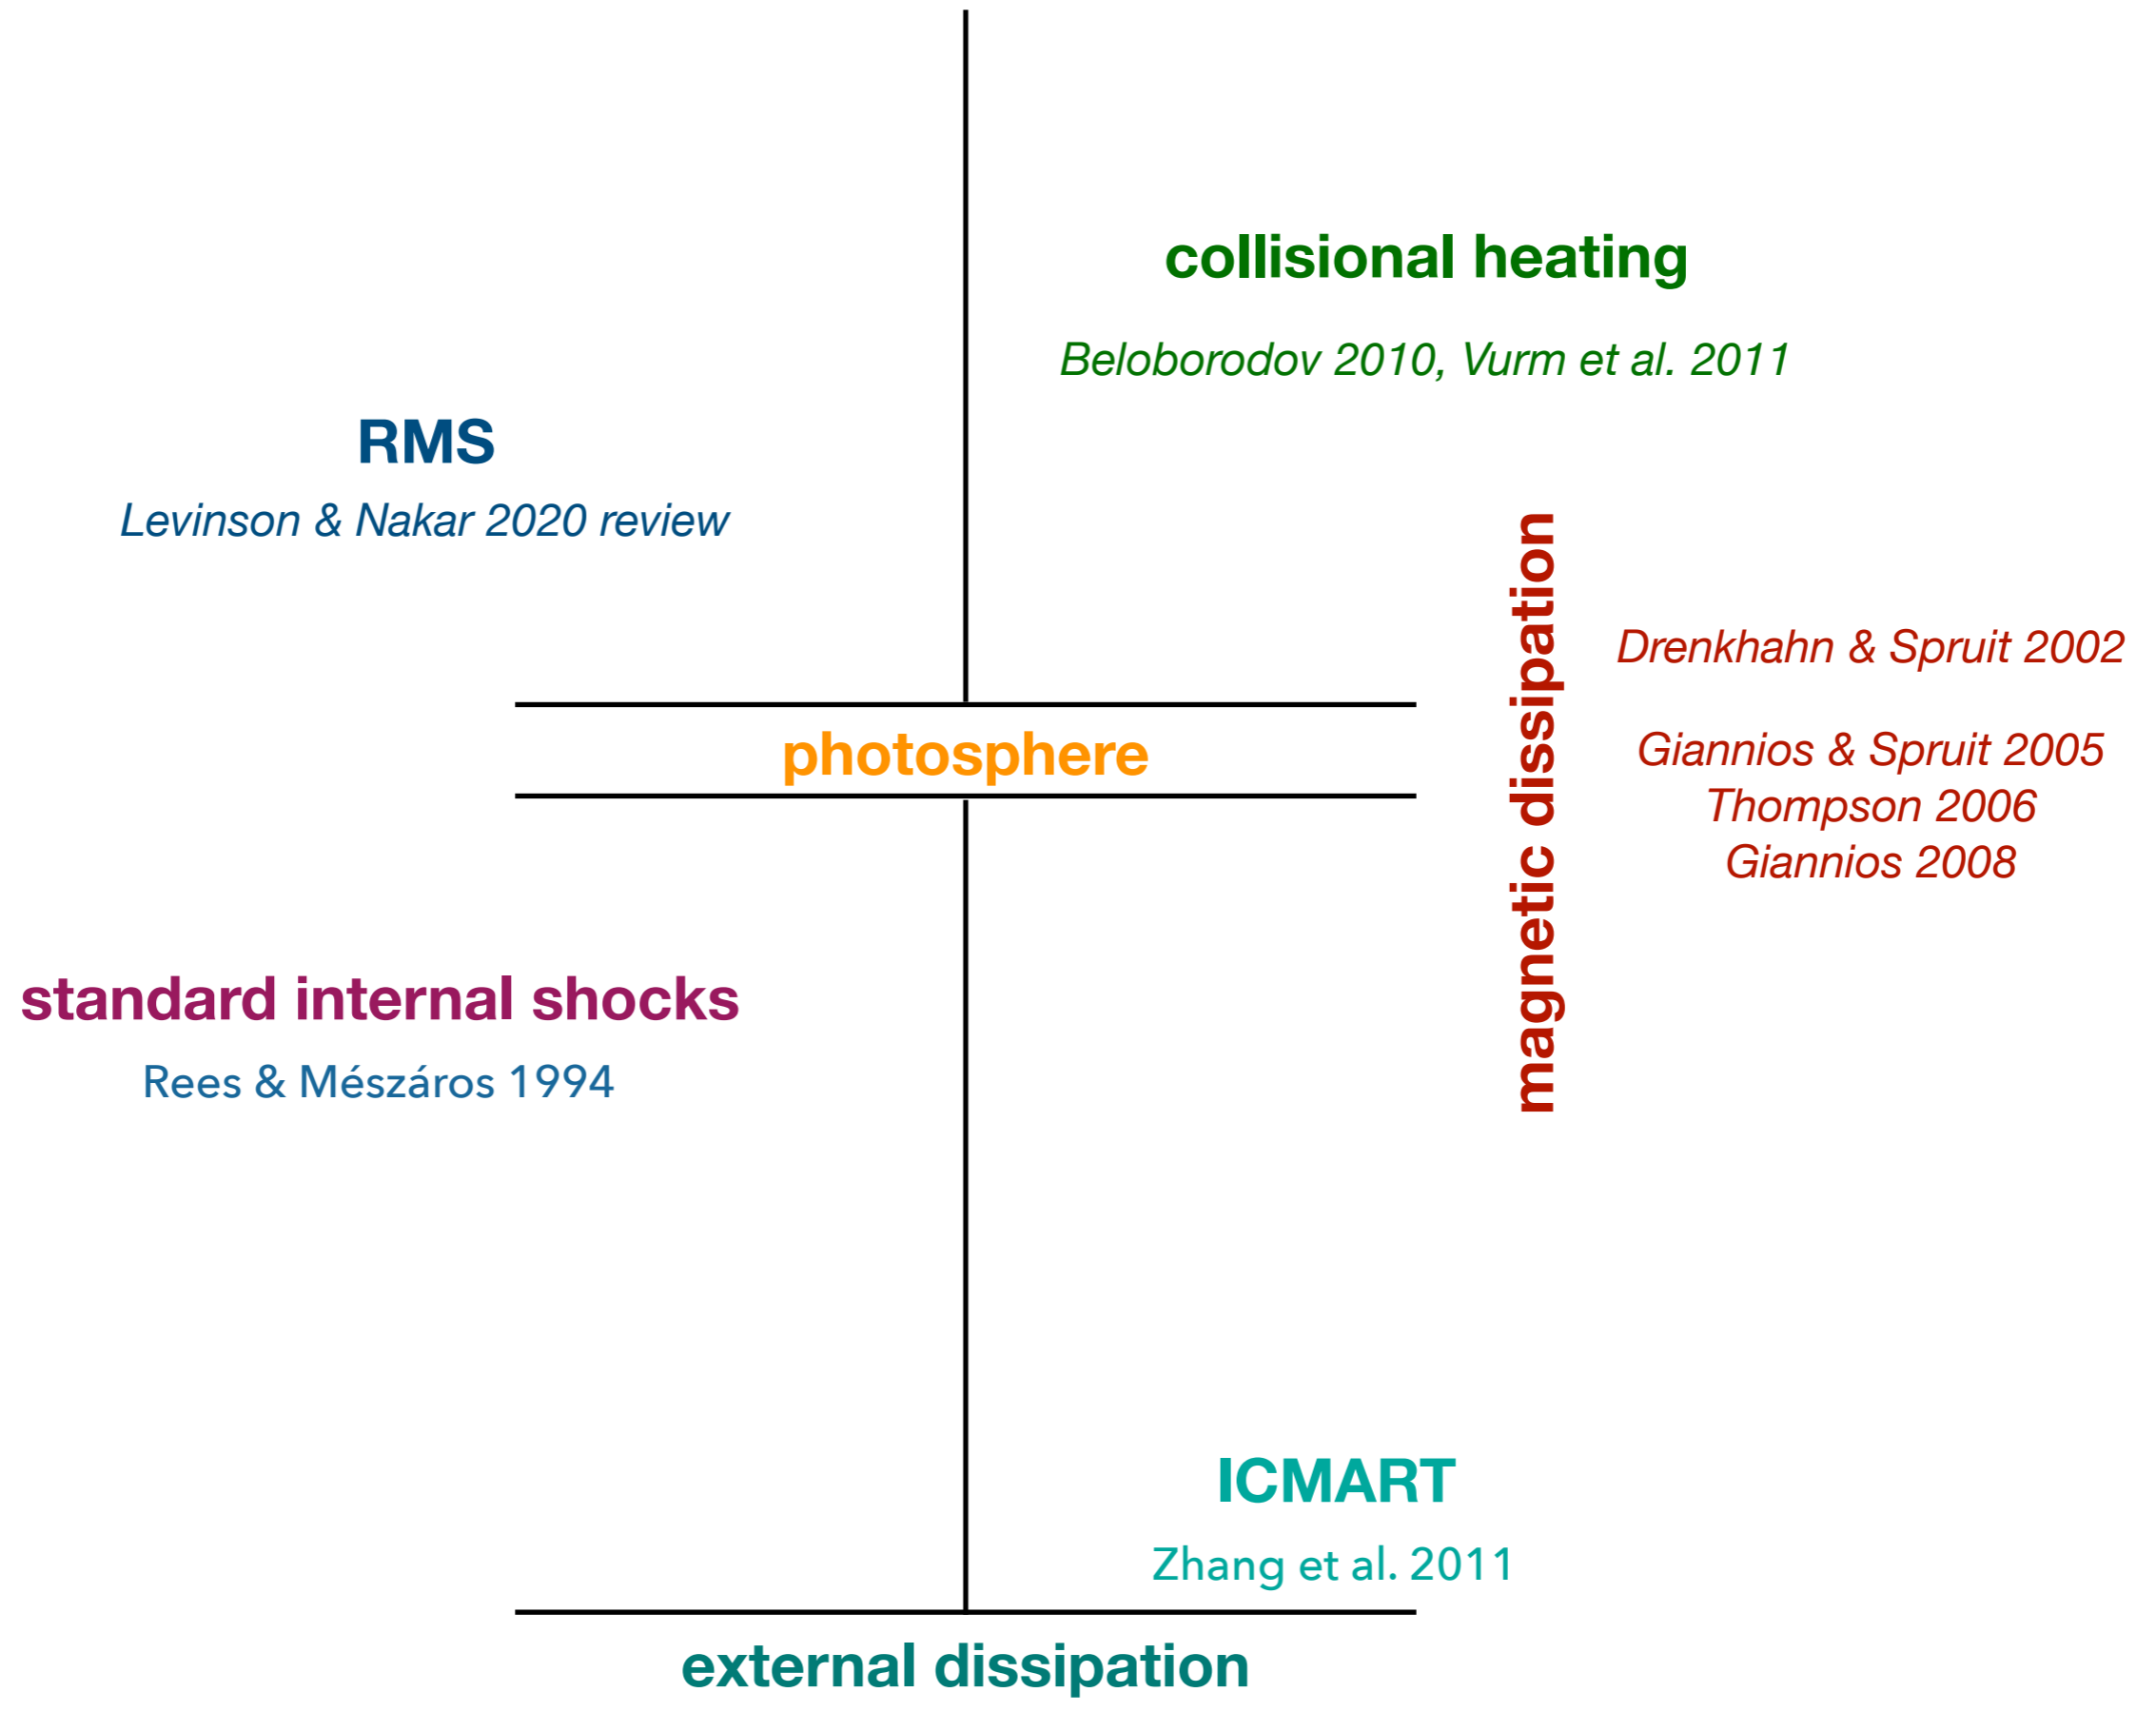 collisional heating
Beloborodov 2010, Vurm et al. 2011
RMS
Levinson & Nakar 2020 review
magnetic dissipation
Drenkhahn & Spruit 2002
photosphere
Giannios & Spruit 2005
Thompson 2006
Giannios 2008
standard internal shocks
Rees & Mészáros 1994
ICMART
Zhang et al. 2011
external dissipation